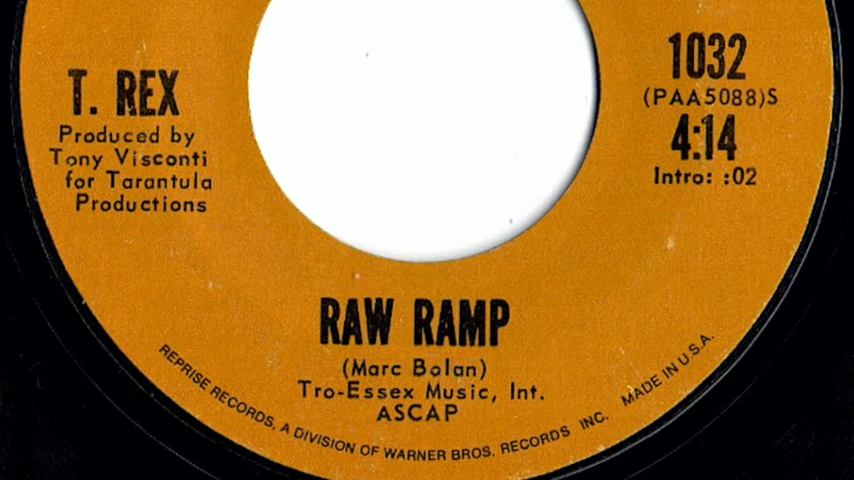 T. REX
Produced by
Tony Visconti
for Tarantula
Productions
1032
(PAA5088)S
4:14
Intro: :02
RAW RAMP
(Marc Bolan)
Tro-Essex Music, Int.
ASCAP
REPRISE RECORDS, A DIVISION OF WARNER BROS. RECORDS INC. MADE IN U.S.A.